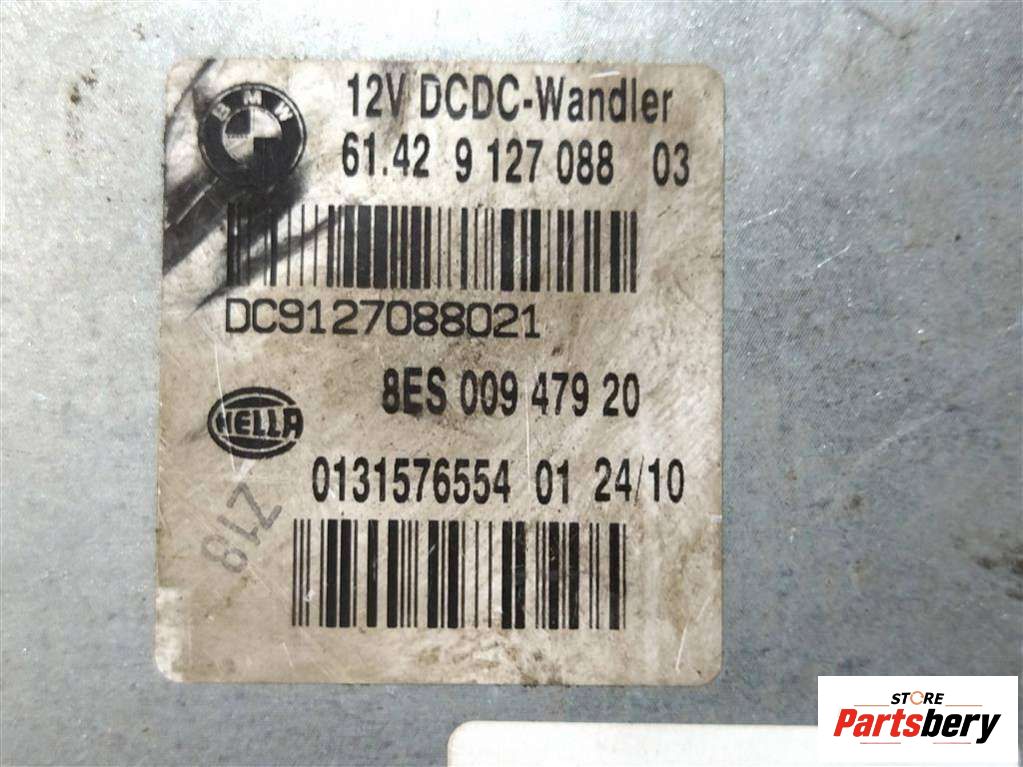 BMW
12V DCDC-Wandler
61.42 9 127 088 03
DC9127088021
8ES 009 479 20
HELLA
0131576554 01 24/10
Z18
STORE
Partsbery